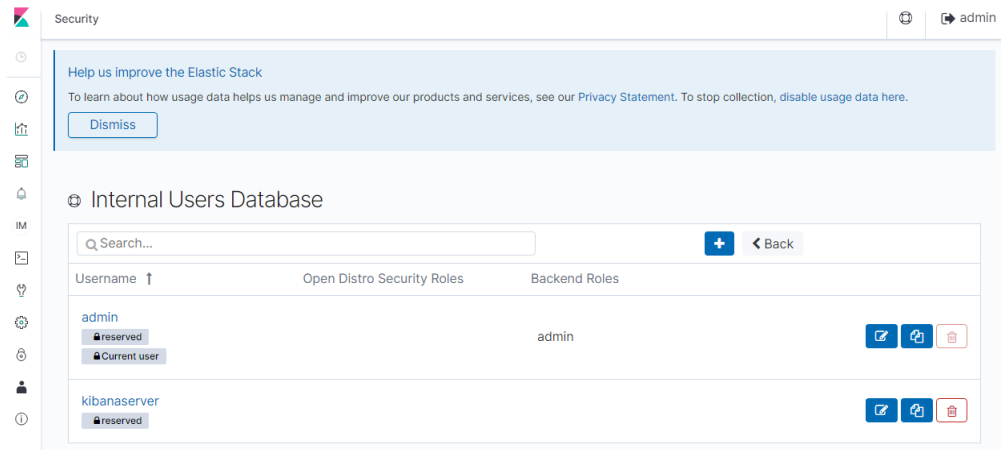 Security
admin
Help us improve the Elastic Stack
To learn about how usage data helps us manage and improve our products and services, see our Privacy Statement. To stop collection, disable usage data here.
Dismiss
Internal Users Database
IM
Search...
Back
Username Open Distro Security Roles Backend Roles
admin
reserved
admin
Current user
kibanaserver
reserved